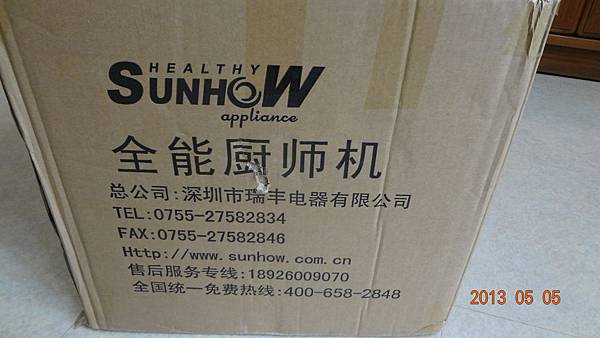 HEALTHY
SUNHOW
appliance
全能厨师机
总公司:深圳市瑞丰电器有限公司
TEL:0755-27582834
FAX:0755-27582846
Http://www.sunhow.com.cn
售后服务专线:18926009070
全国统一免费热线:400-658-2848
2013 05 05